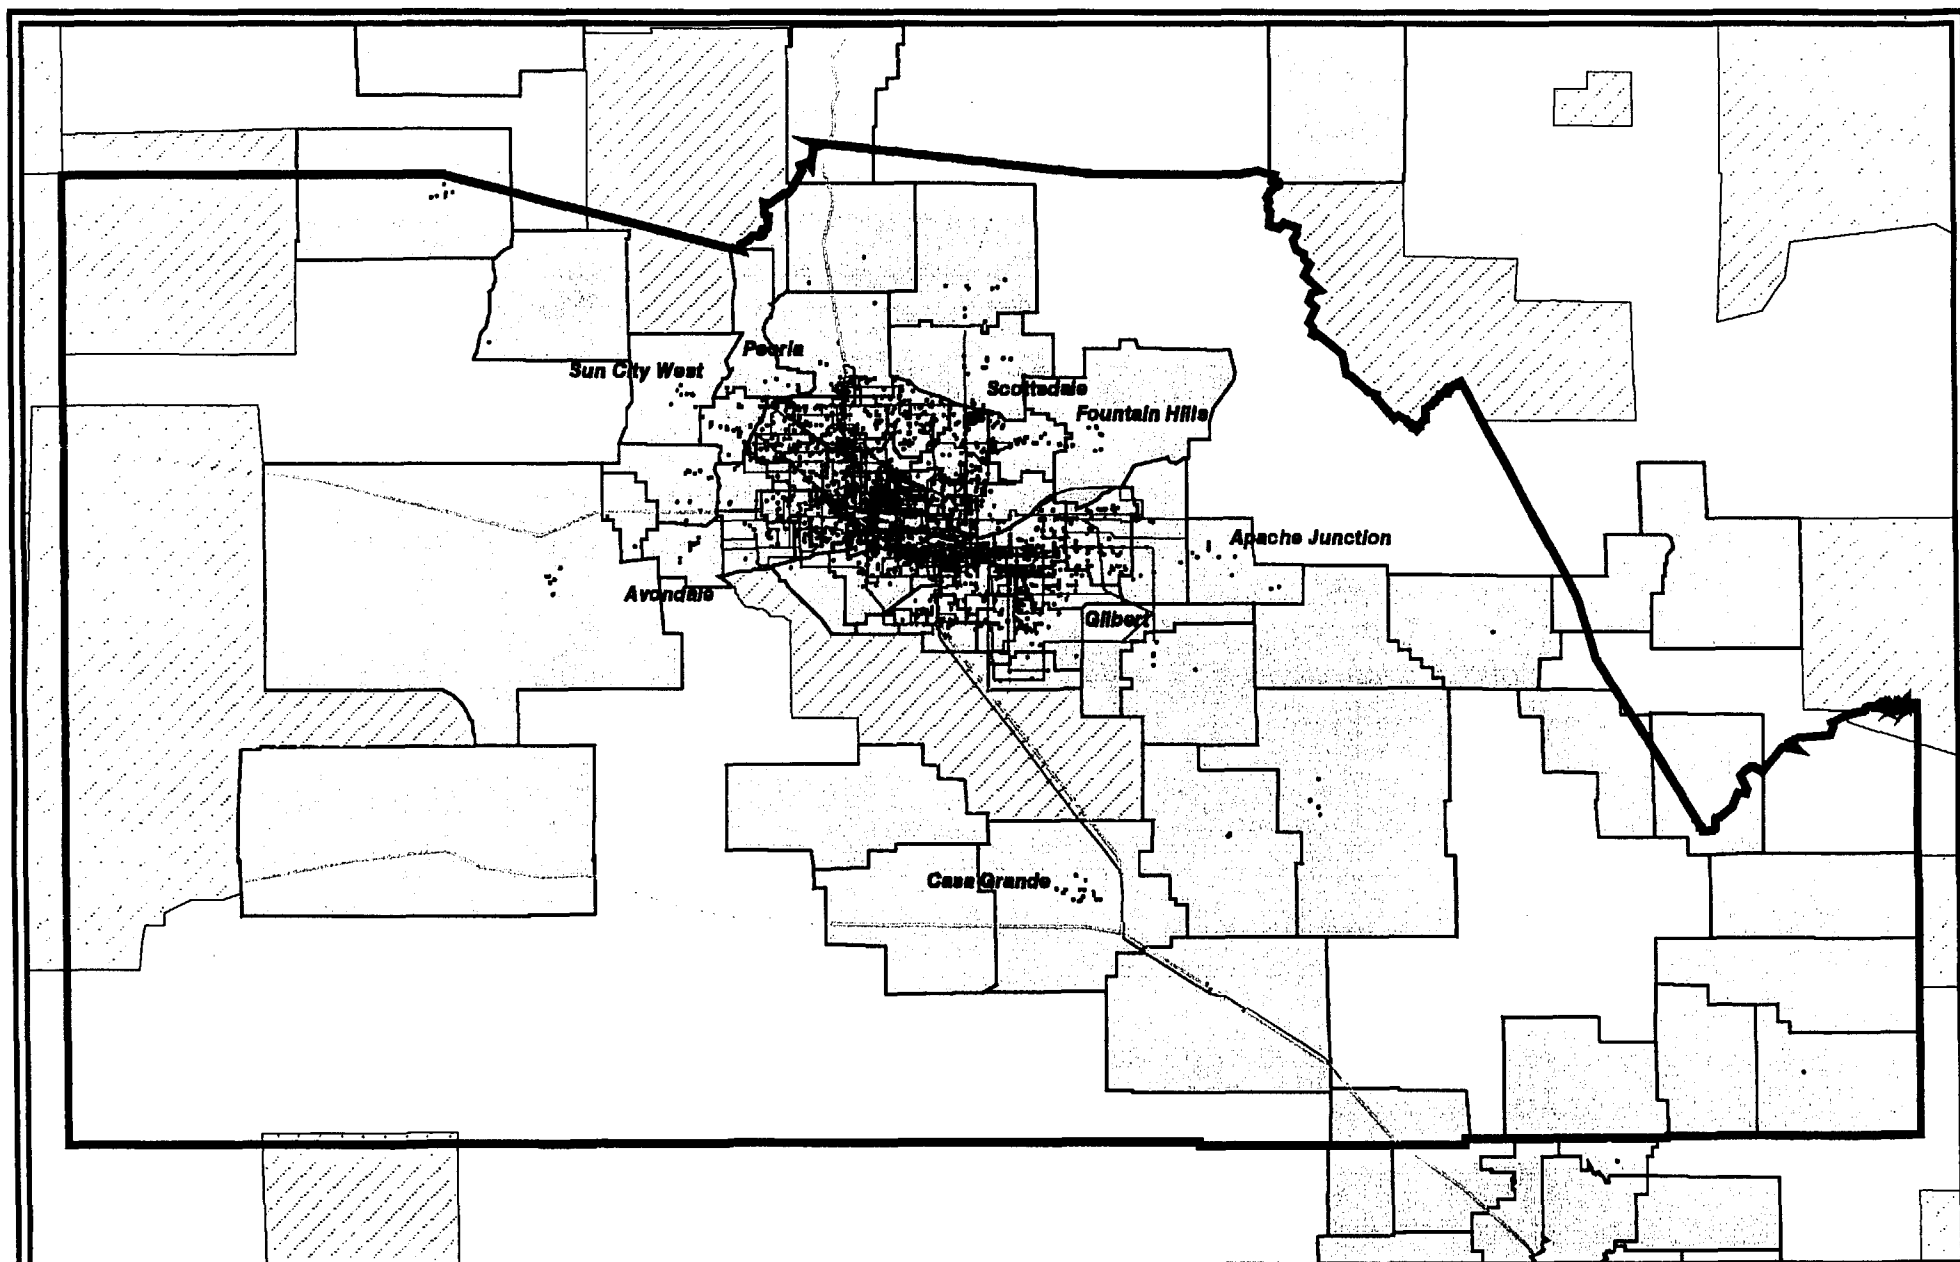 Peoria
Sun City West
Scottsdale
Fountain Hills
Apache Junction
Avondale
Gilbert
Casa Grande